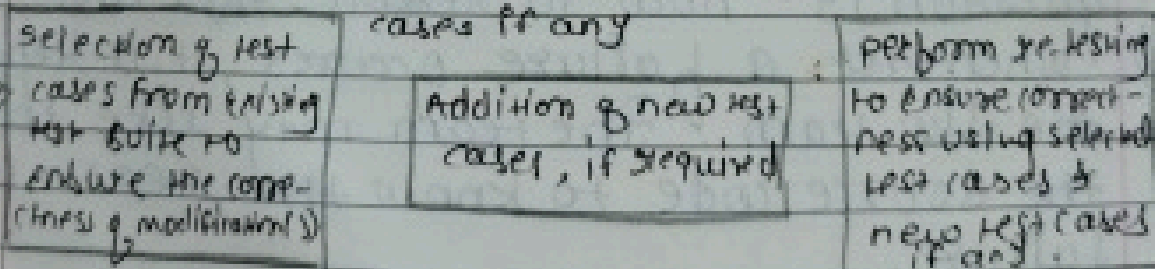 selection of test
cases from existing
test suite to
ensure the corre-
ctness of modification(s)
cases if any
Addition of new test
cases, if required
perform re-testing
to ensure correct-
ness using selected
test cases &
new test cases
if any.